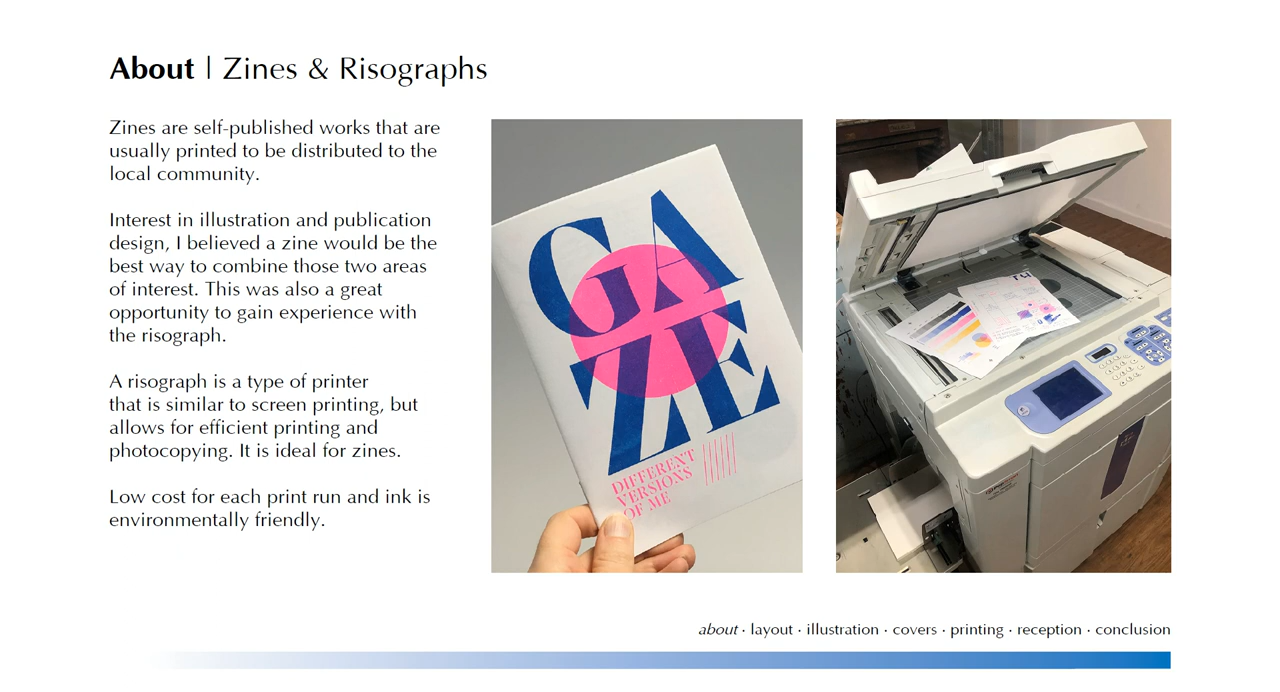 About | Zines & Risographs
Zines are self-published works that are
usually printed to be distributed to the
local community.
Interest in illustration and publication
design, I believed a zine would be the
best way to combine those two areas
of interest. This was also a great
opportunity to gain experience with
the risograph.
A risograph is a type of printer
that is similar to screen printing, but
allows for efficient printing and
photocopying. It is ideal for zines.
Low cost for each print run and ink is
environmentally friendly.
GA
ZE
DIFFERENT
VERSIONS
OF ME
about · layout · illustration · covers · printing · reception · conclusion